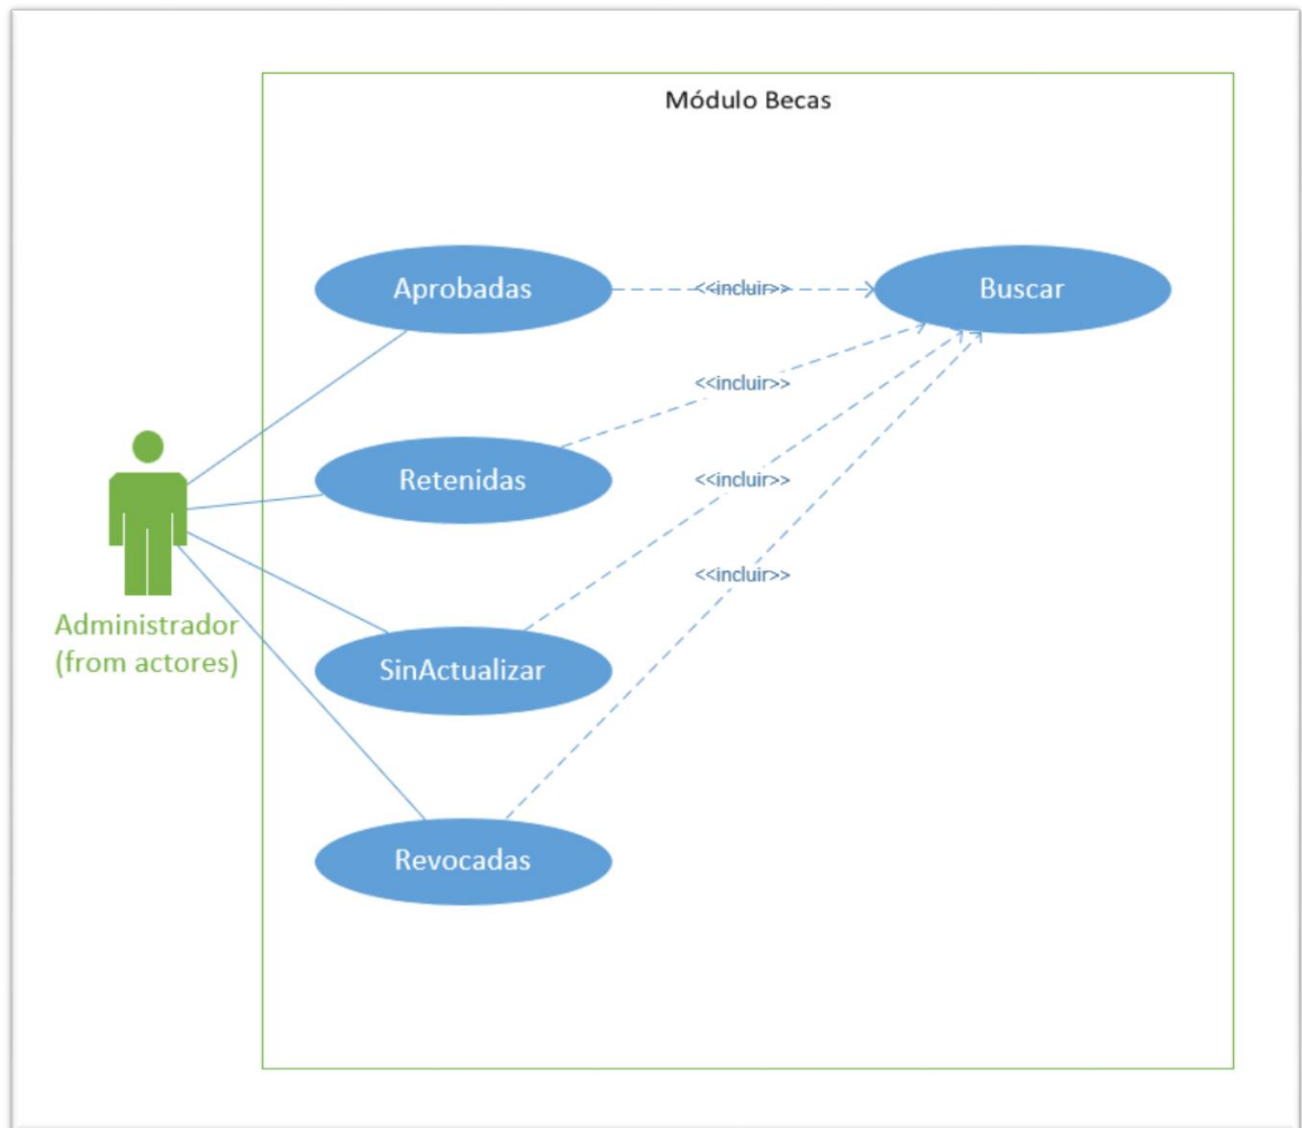 Módulo Becas
Aprobadas
<<incluir>>
Buscar
<<incluir>>
Retenidas
<<incluir>>
<<incluir>>
Administrador
(from actores)
SinActualizar
Revocadas